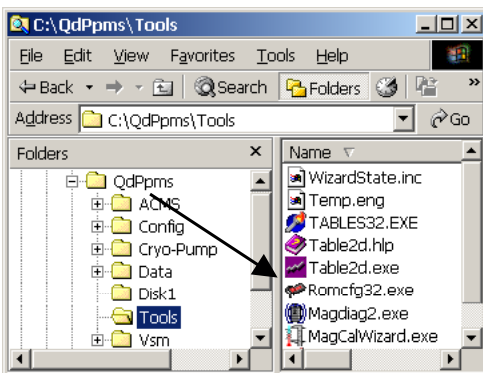 C:\QdPpms\Tools
File Edit View Favorites Tools Help
Back Search Folders »
Address C:\QdPpms\Tools Go
Folders × Name
QdPpms
ACMS
Config
Cryo-Pump
Data
Disk1
Tools
Vsm
WizardState.inc
Temp.eng
TABLES32.EXE
Table2d.hlp
Table2d.exe
Romcfg32.exe
Magdiag2.exe
MagCalWizard.exe